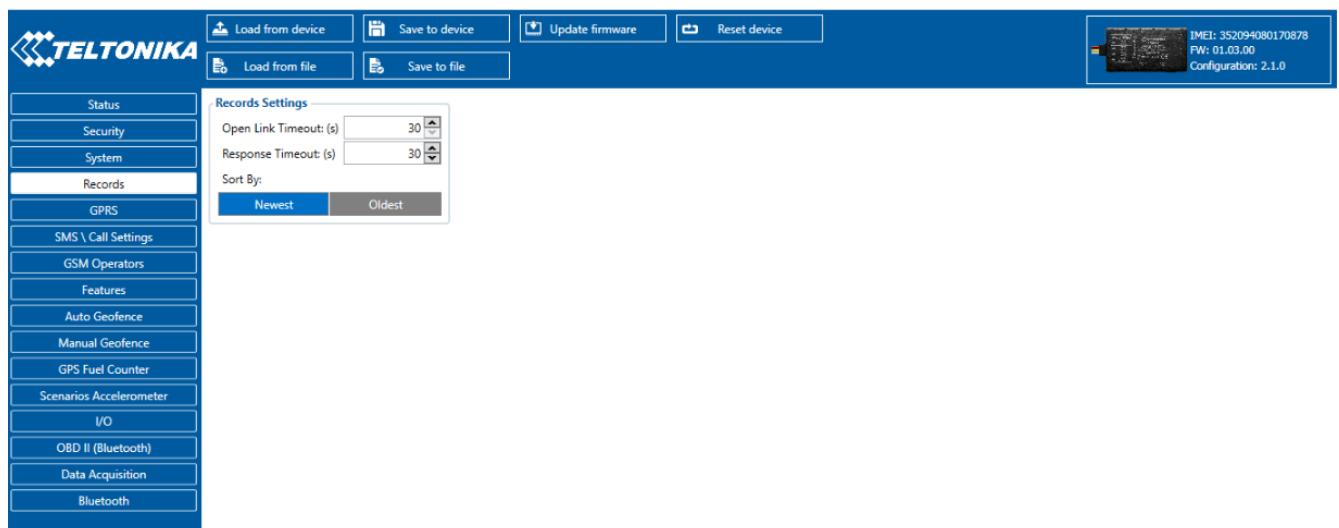 TELTONIKA
Load from device
Save to device
Update firmware
Reset device
Load from file
Save to file
IMEI: 352094080170878
FW: 01.03.00
Configuration: 2.1.0
Status
Security
System
Records
GPRS
SMS \ Call Settings
GSM Operators
Features
Auto Geofence
Manual Geofence
GPS Fuel Counter
Scenarios Accelerometer
I/O
OBD II (Bluetooth)
Data Acquisition
Bluetooth
Records Settings
Open Link Timeout: (s) 30
Response Timeout: (s) 30
Sort By:
Newest Oldest